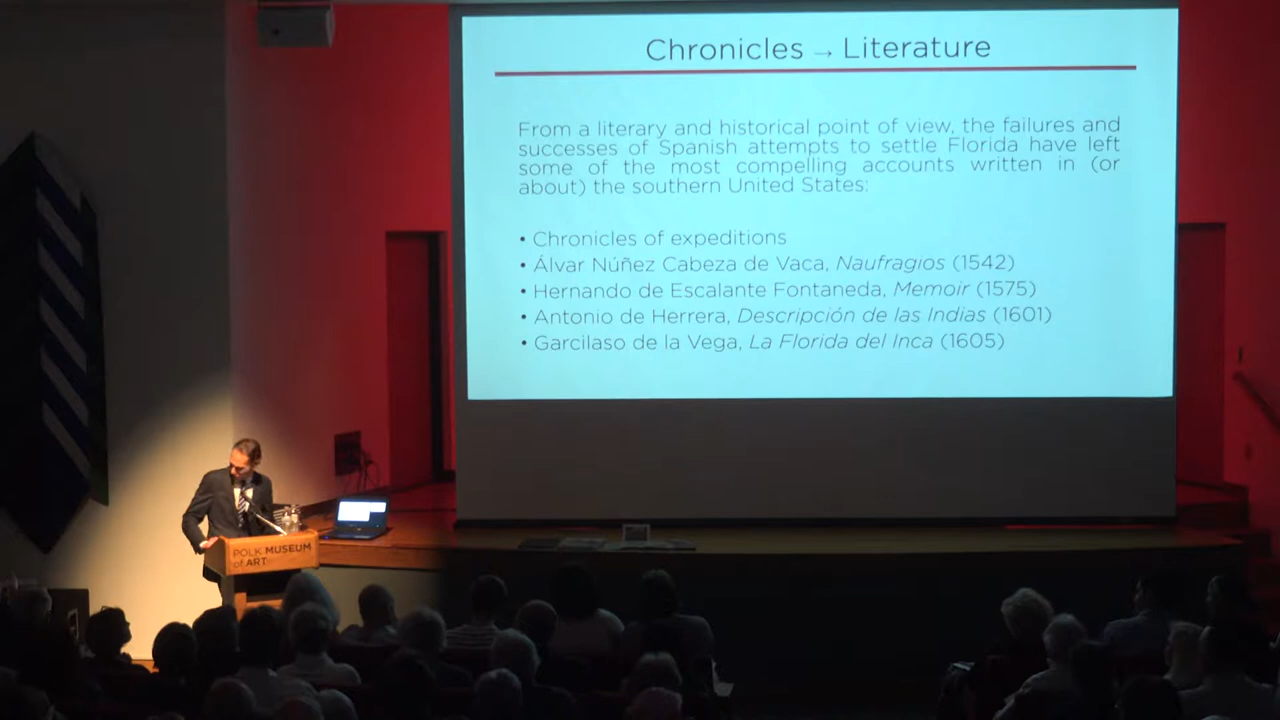 Chronicles → Literature
From a literary and historical point of view, the failures and
successes of Spanish attempts to settle Florida have left
some of the most compelling accounts written in (or
about) the southern United States:
• Chronicles of expeditions
• Álvar Núñez Cabeza de Vaca, Naufragios (1542)
• Hernando de Escalante Fontaneda, Memoir (1575)
• Antonio de Herrera, Descripción de las Indias (1601)
• Garcilaso de la Vega, La Florida del Inca (1605)
POLK MUSEUM
of ART